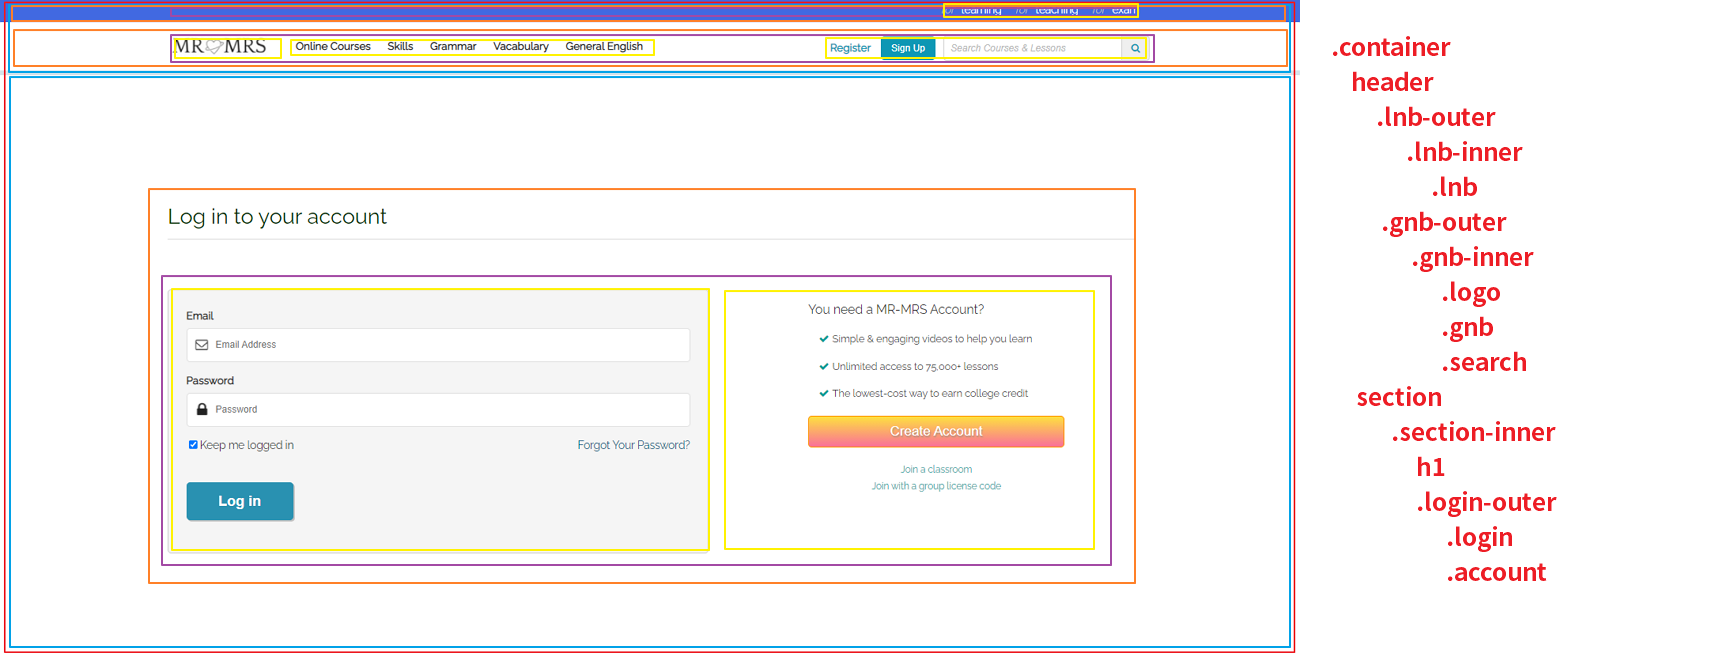 for learning for teaching for exam
MR MRS Online Courses Skills Grammar Vacabulary General English Register Sign Up Search Courses & Lessons
Log in to your account
Email
Email Address
Password
Password
Keep me logged in Forgot Your Password?
Log in
You need a MR-MRS Account?
Simple & engaging videos to help you learn
Unlimited access to 75,000+ lessons
The lowest-cost way to earn college credit
Create Account
Join a classroom
Join with a group license code
.container
header
.lnb-outer
.lnb-inner
.lnb
.gnb-outer
.gnb-inner
.logo
.gnb
.search
section
.section-inner
h1
.login-outer
.login
.account